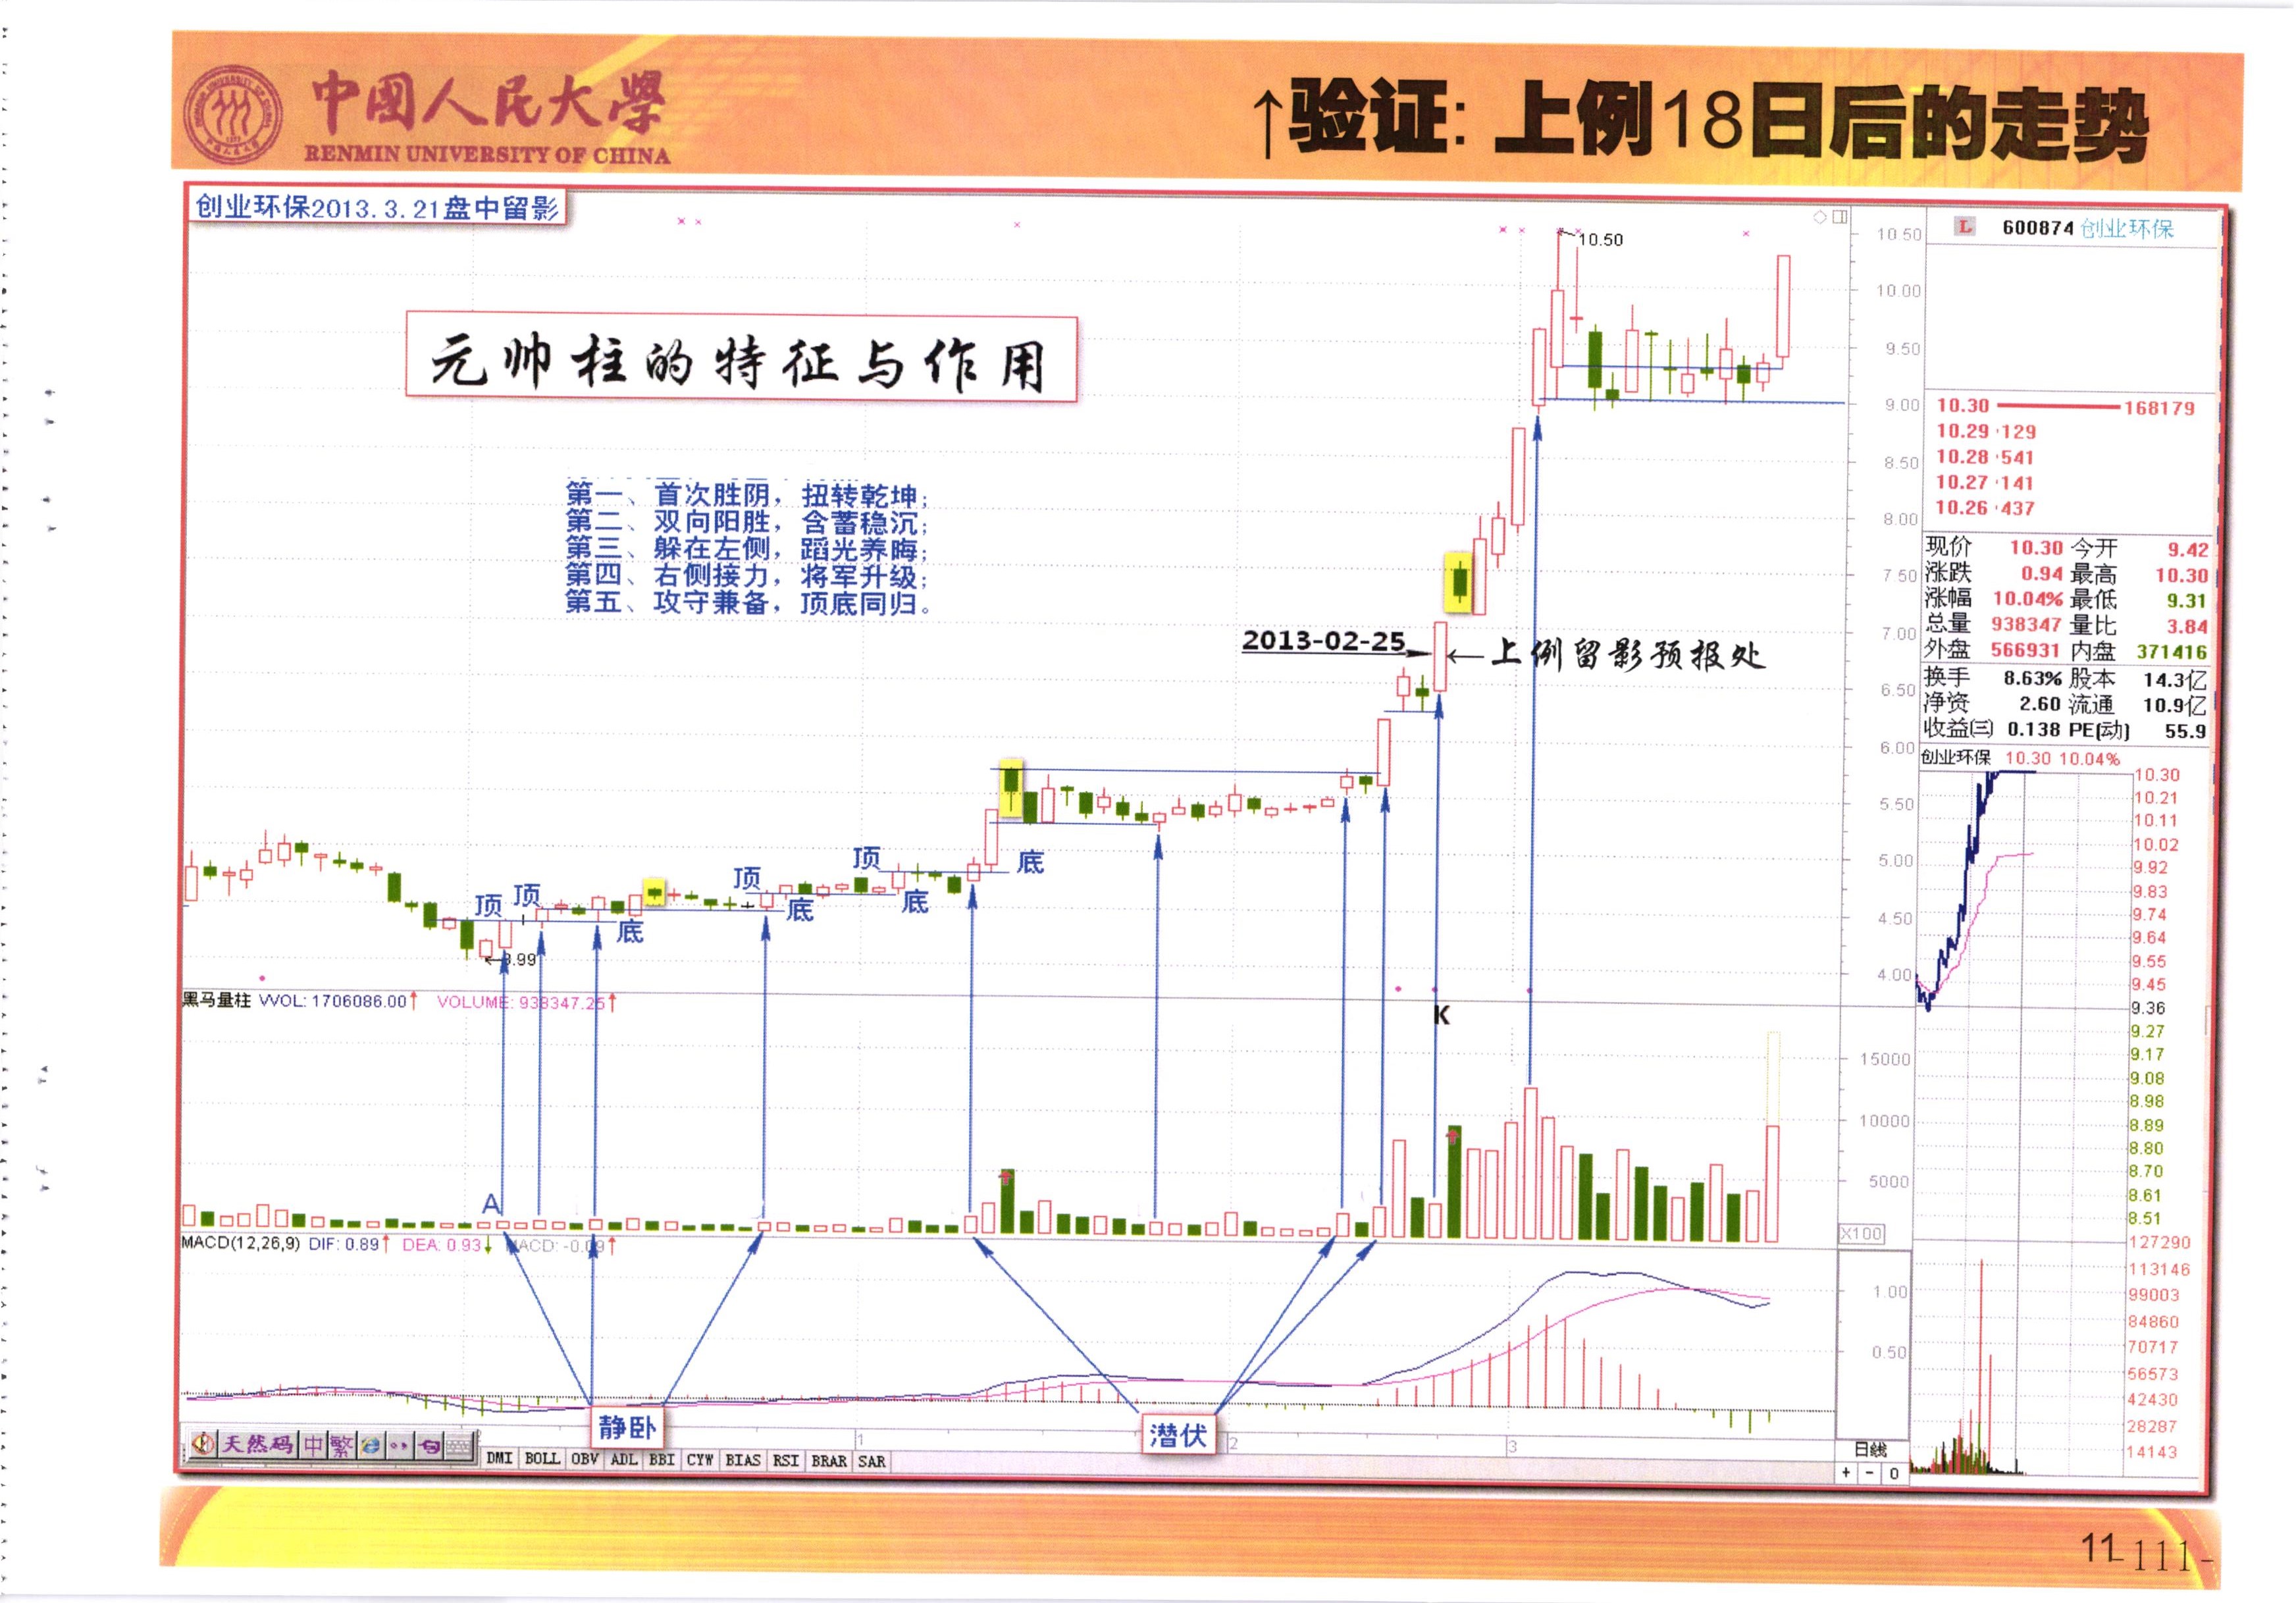 中國人民大學
RENMIN UNIVERSITY OF CHINA
↑验证: 上例18日后的走势
创业环保2013.3.21盘中留影
元帅柱的特征与作用
第一、首次胜阴，扭转乾坤；
第二、双向阳胜，含蓄稳沉；
第三、躲在左侧，蹈光养晦；
第四、右侧接力，将军升级；
第五、攻守兼备，顶底同归。
10.50
2013-02-25
←上例留影预报处
顶
顶
底
顶
底
顶
底
底
10.50
10.00
9.50
9.00
8.50
8.00
7.50
7.00
6.50
6.00
5.50
5.00
4.50
4.00
黑马量柱 VVOL: 1706086.00↑ VOLUME: 938347.25↑
K
A
15000
10000
5000
X100
MACD(12,26,9) DIF: 0.89↑ DEA: 0.93↓ MACD: -0.09↑
1.00
0.50
静卧
潜伏
1
2
3
天然码 中 繁
DMI BOLL OBV ADL BBI CYW BIAS RSI BRAR SAR
日线
+ - 0
L 600874 创业环保
10.30 168179
10.29 129
10.28 541
10.27 141
10.26 437
现价 10.30 今开 9.42
涨跌 0.94 最高 10.30
涨幅 10.04% 最低 9.31
总量 938347 量比 3.84
外盘 566931 内盘 371416
换手 8.63% 股本 14.3亿
净资 2.60 流通 10.9亿
收益(三) 0.138 PE(动) 55.9
创业环保 10.30 10.04%
10.30
10.21
10.11
10.02
9.92
9.83
9.74
9.64
9.55
9.45
9.36
9.27
9.17
9.08
8.98
8.89
8.80
8.70
8.61
8.51
127290
113146
99003
84860
70717
56573
42430
28287
14143
11
-111-